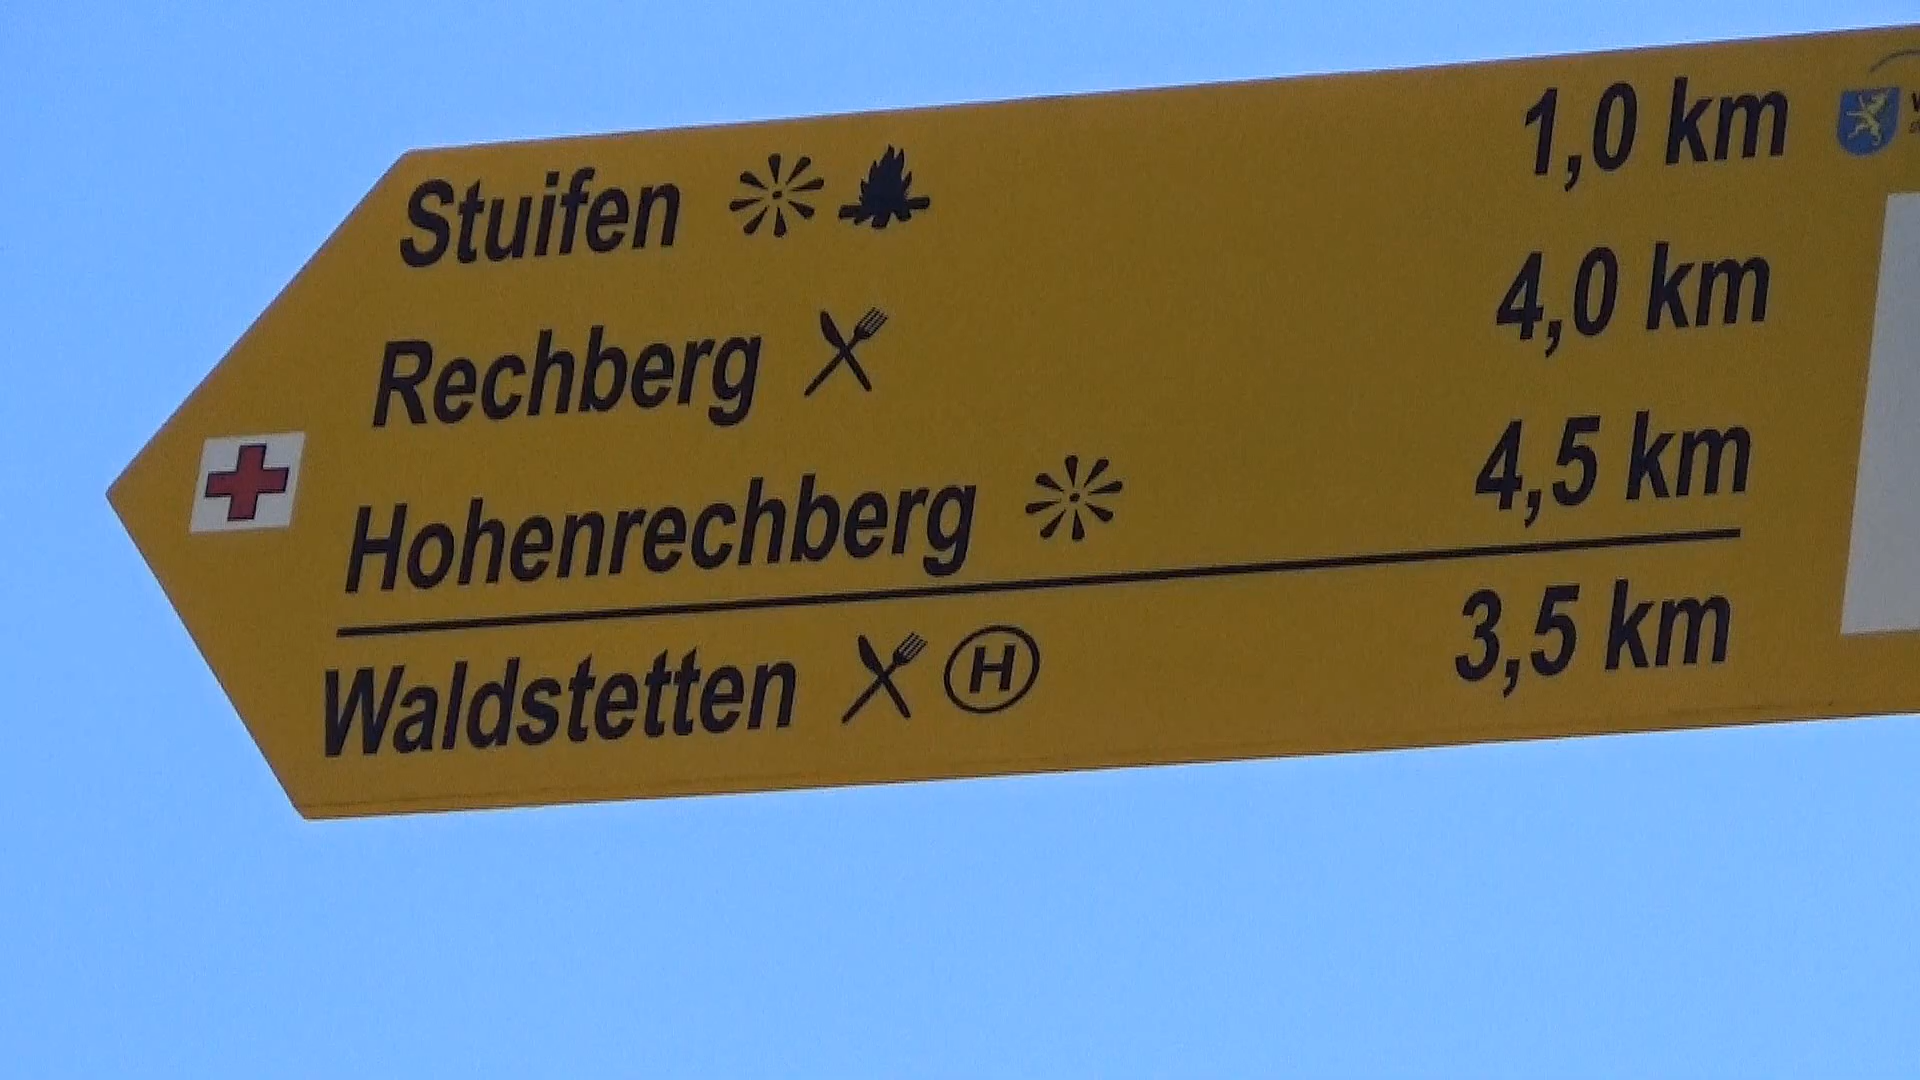 Stuifen 1,0 km
Rechberg 4,0 km
Hohenrechberg 4,5 km
Waldstetten H 3,5 km